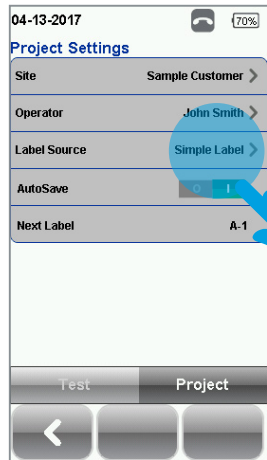 04-13-2017 70%
Project Settings
Site Sample Customer
Operator John Smith
Label Source Simple Label
AutoSave O I
Next Label A-1
Test Project